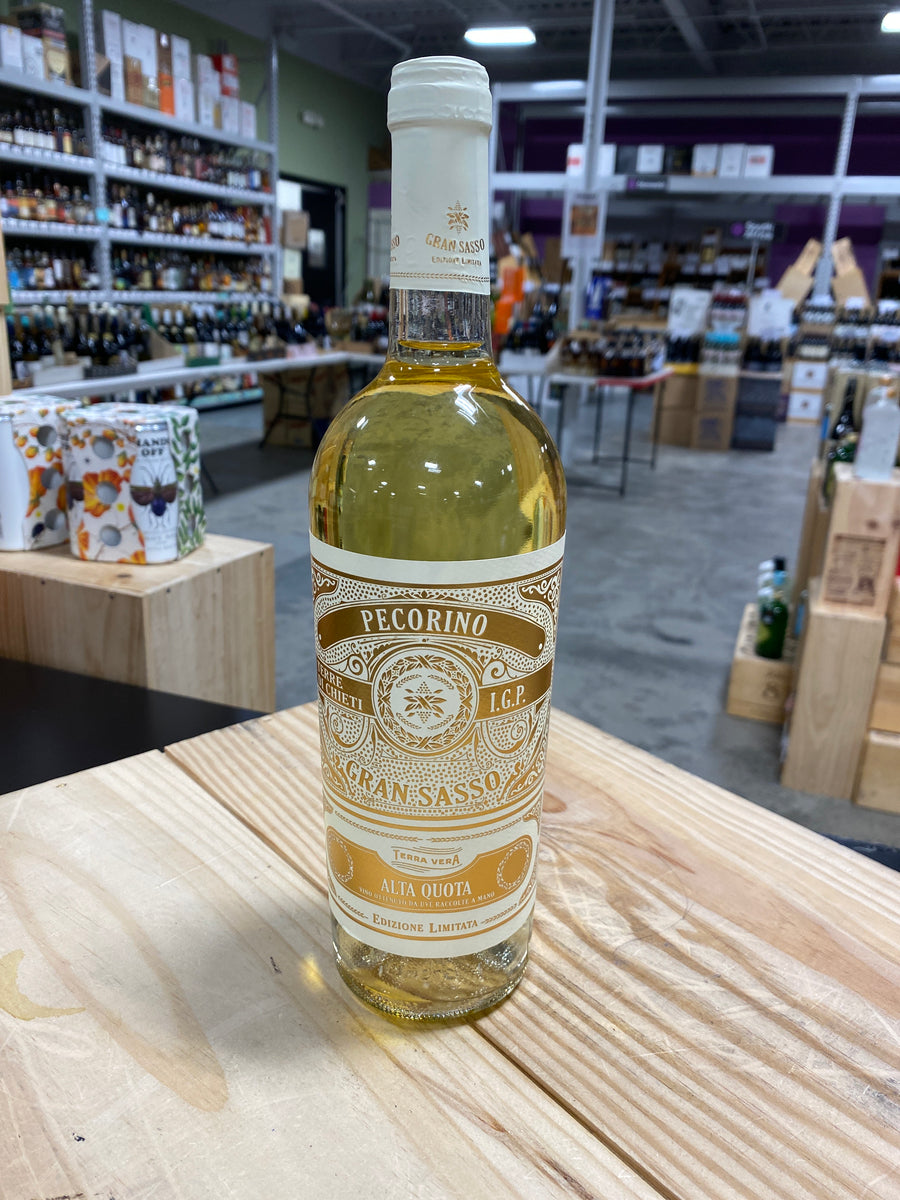 GRAN SASSO
EDIZIONE LIMITATA
PECORINO
TERRE
CHIETI
I.G.P.
GRAN SASSO
TERRA VERA
ALTA QUOTA
VINO OTTENUTO DA UVE RACCOLTE A MANO
EDIZIONE LIMITATA
HANDS
OFF